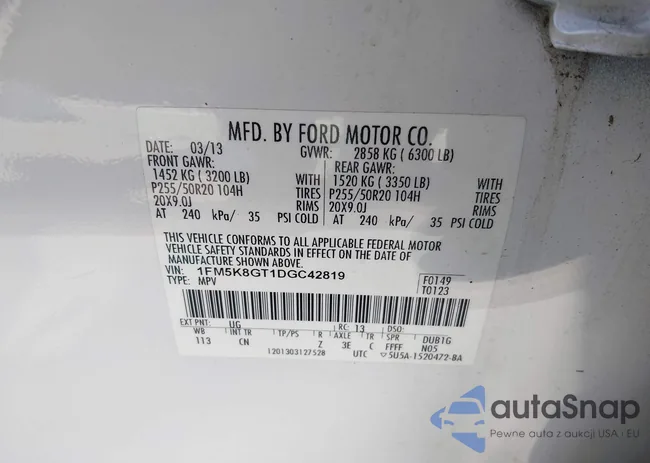 MFD. BY FORD MOTOR CO.
DATE: 03/13 GVWR: 2858 KG ( 6300 LB)
FRONT GAWR: REAR GAWR:
1452 KG ( 3200 LB) WITH 1520 KG ( 3350 LB) WITH
P255/50R20 104H TIRES P255/50R20 104H TIRES
20X9.0J RIMS 20X9.0J RIMS
AT 240 kPa/ 35 PSI COLD AT 240 kPa/ 35 PSI COLD
THIS VEHICLE CONFORMS TO ALL APPLICABLE FEDERAL MOTOR
VEHICLE SAFETY STANDARDS IN EFFECT ON THE DATE OF
MANUFACTURE SHOWN ABOVE.
VIN: 1FM5K8GT1DGC42819
TYPE: MPV
F0149
T0123
EXT PNT: UG RC: 13 DSO:
WB INT TR TP/PS R AXLE TR SPR DUB1G
113 CN Z 3E C FFFF N05
1201303127528 UTC ▽5U5A-1520472-BA
autaSnap
Pewne auta z aukcji USA i EU